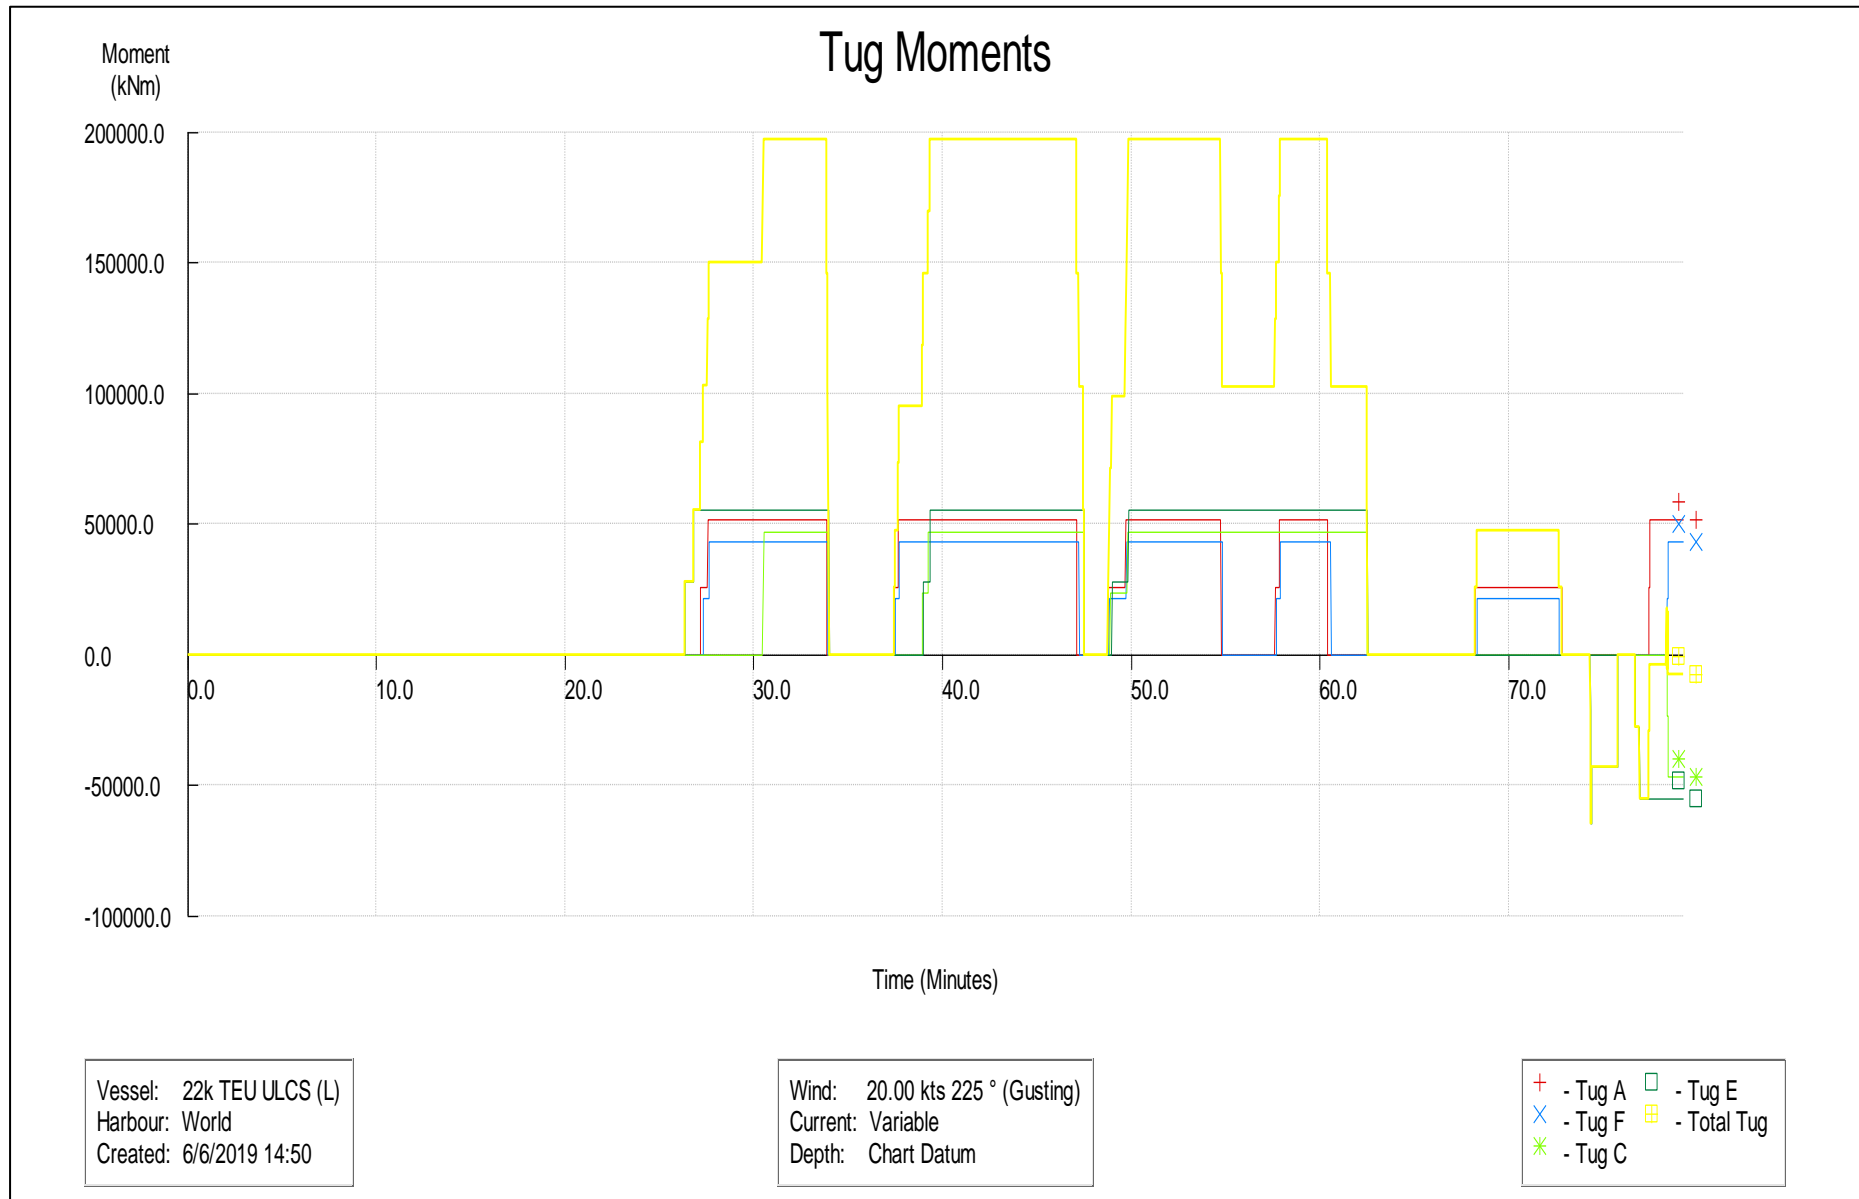 Tug Moments
Moment
(kNm)
200000.0
150000.0
100000.0
50000.0
0.0
-50000.0
-100000.0
0.0 10.0 20.0 30.0 40.0 50.0 60.0 70.0
Time (Minutes)
Vessel: 22k TEU ULCS (L)
Harbour: World
Created: 6/6/2019 14:50
Wind: 20.00 kts 225 ° (Gusting)
Current: Variable
Depth: Chart Datum
- Tug A - Tug E
- Tug F - Total Tug
- Tug C